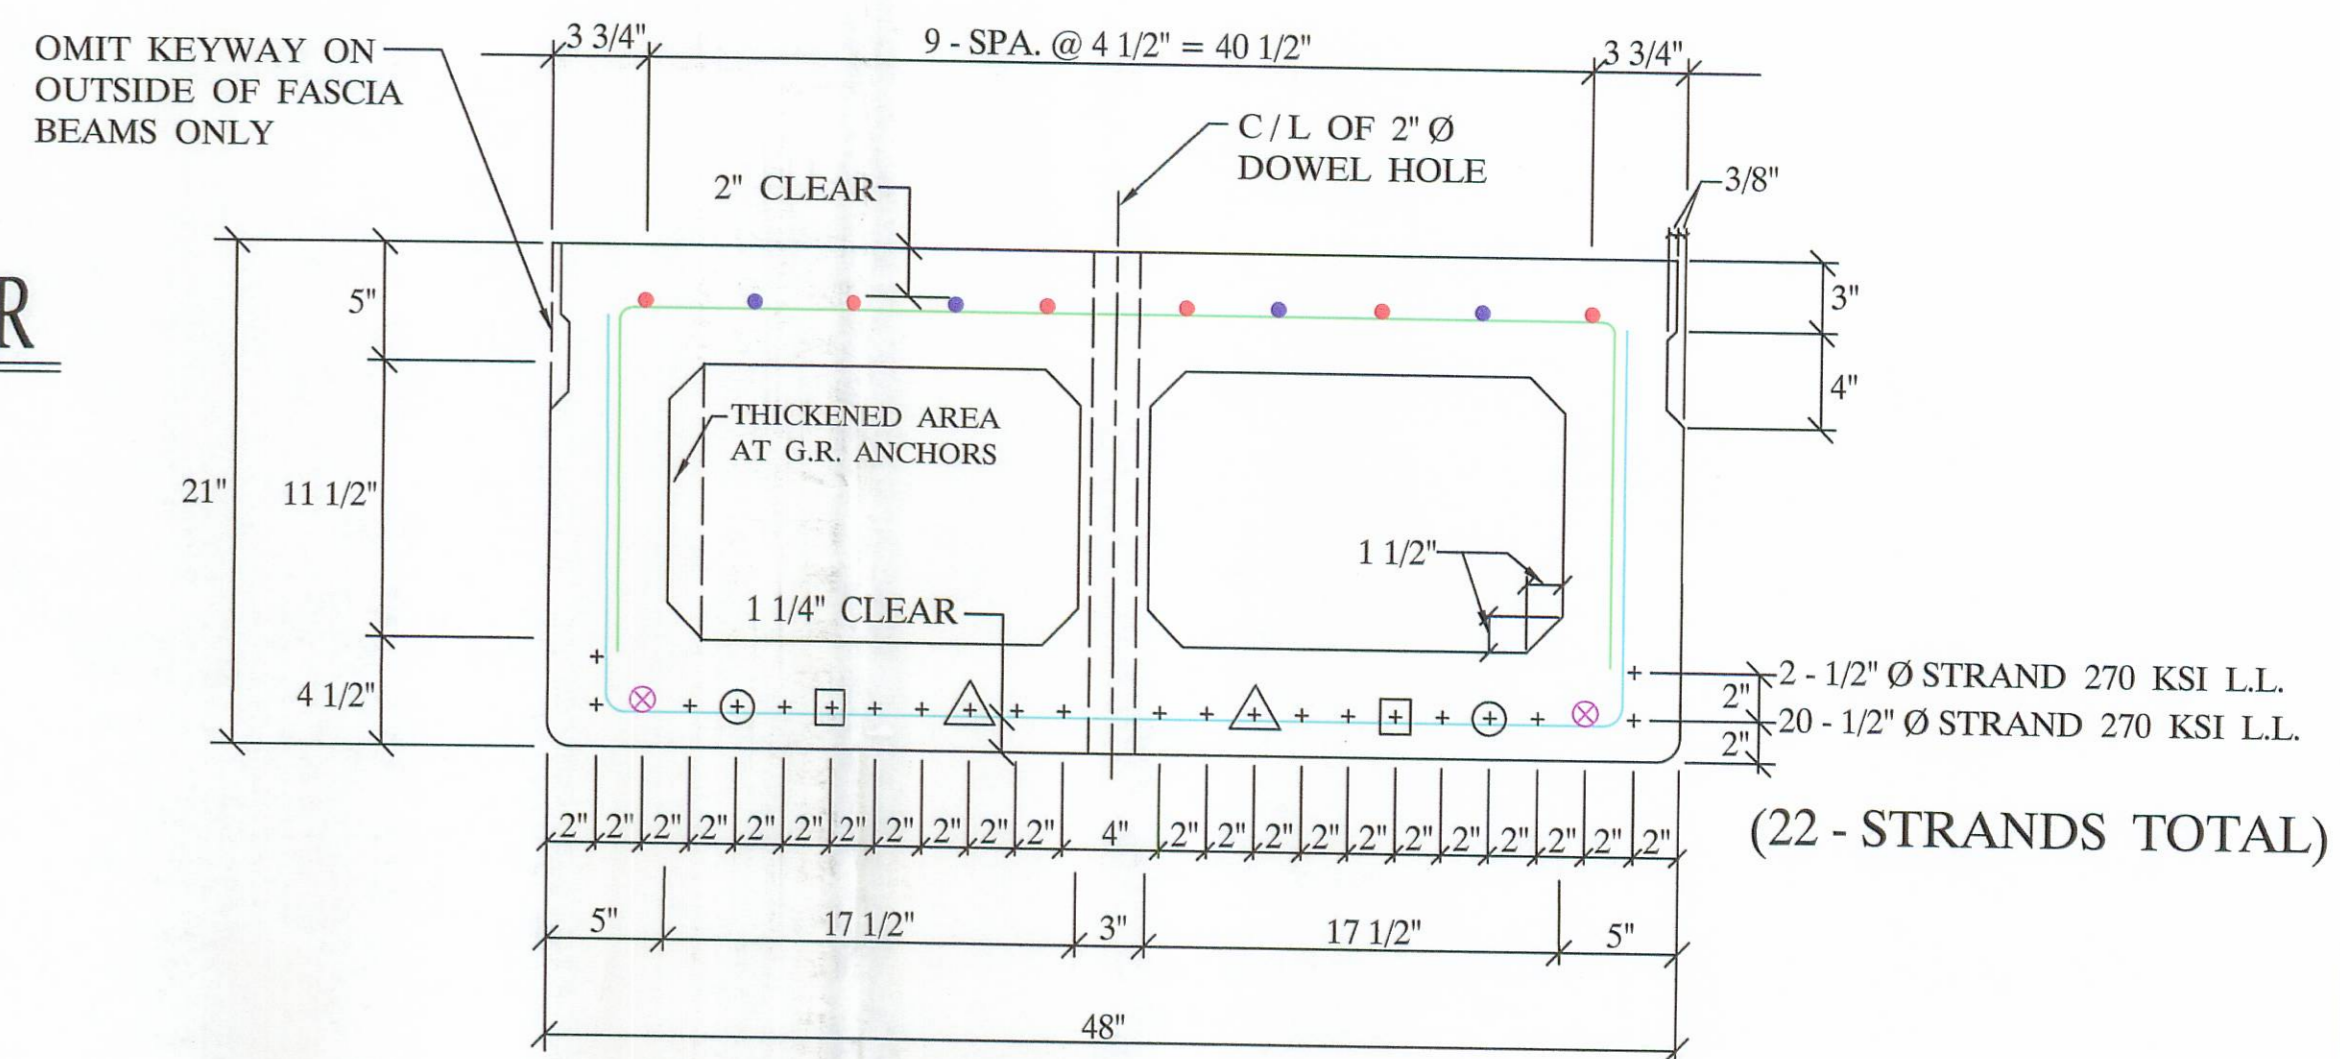 OMIT KEYWAY ON
OUTSIDE OF FASCIA
BEAMS ONLY
3 3/4"
9 - SPA. @ 4 1/2" = 40 1/2"
3 3/4"
C/L OF 2" Ø
DOWEL HOLE
2" CLEAR
3/8"
R
5"
3"
4"
THICKENED AREA
AT G.R. ANCHORS
21"
11 1/2"
1 1/2"
1 1/4" CLEAR
4 1/2"
2 - 1/2" Ø STRAND 270 KSI L.L.
2"
20 - 1/2" Ø STRAND 270 KSI L.L.
2"
2" 2" 2" 2" 2" 2" 2" 2" 2" 2" 2" 4" 2" 2" 2" 2" 2" 2" 2" 2" 2" 2" 2"
(22 - STRANDS TOTAL)
5" 17 1/2" 3" 17 1/2" 5"
48"